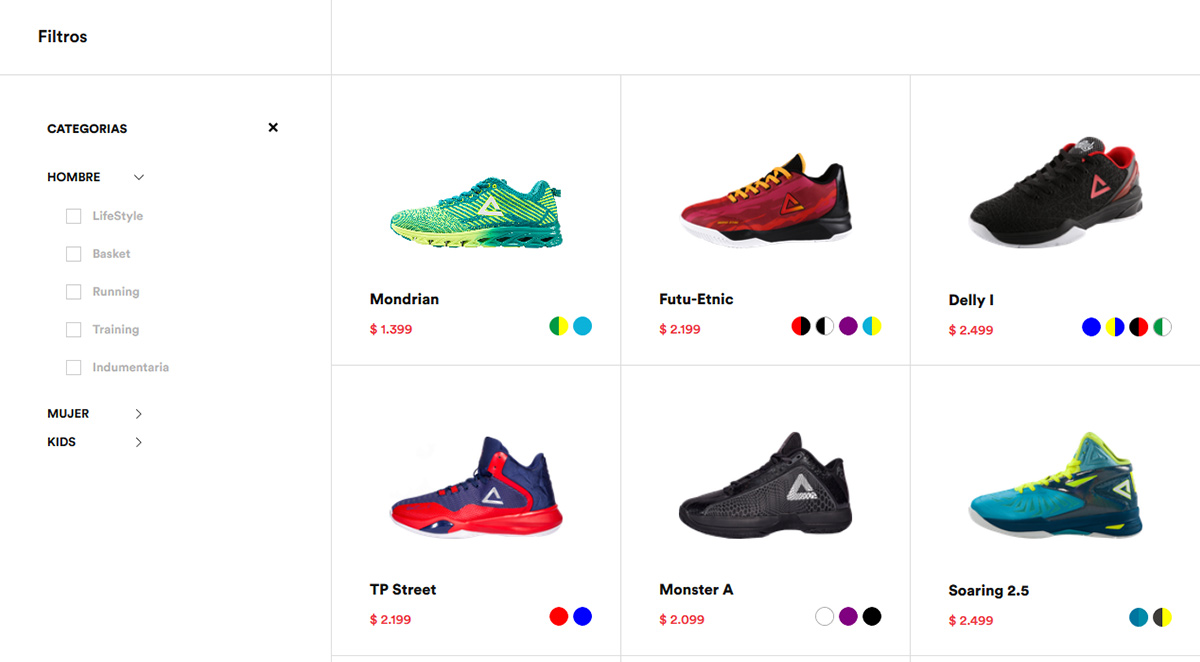 Filtros
CATEGORIAS
HOMBRE
LifeStyle
Basket
Running
Training
Indumentaria
MUJER
KIDS
Mondrian
$ 1.399
Futu-Etnic
$ 2.199
Delly I
$ 2.499
TP Street
$ 2.199
Monster A
$ 2.099
Soaring 2.5
$ 2.499